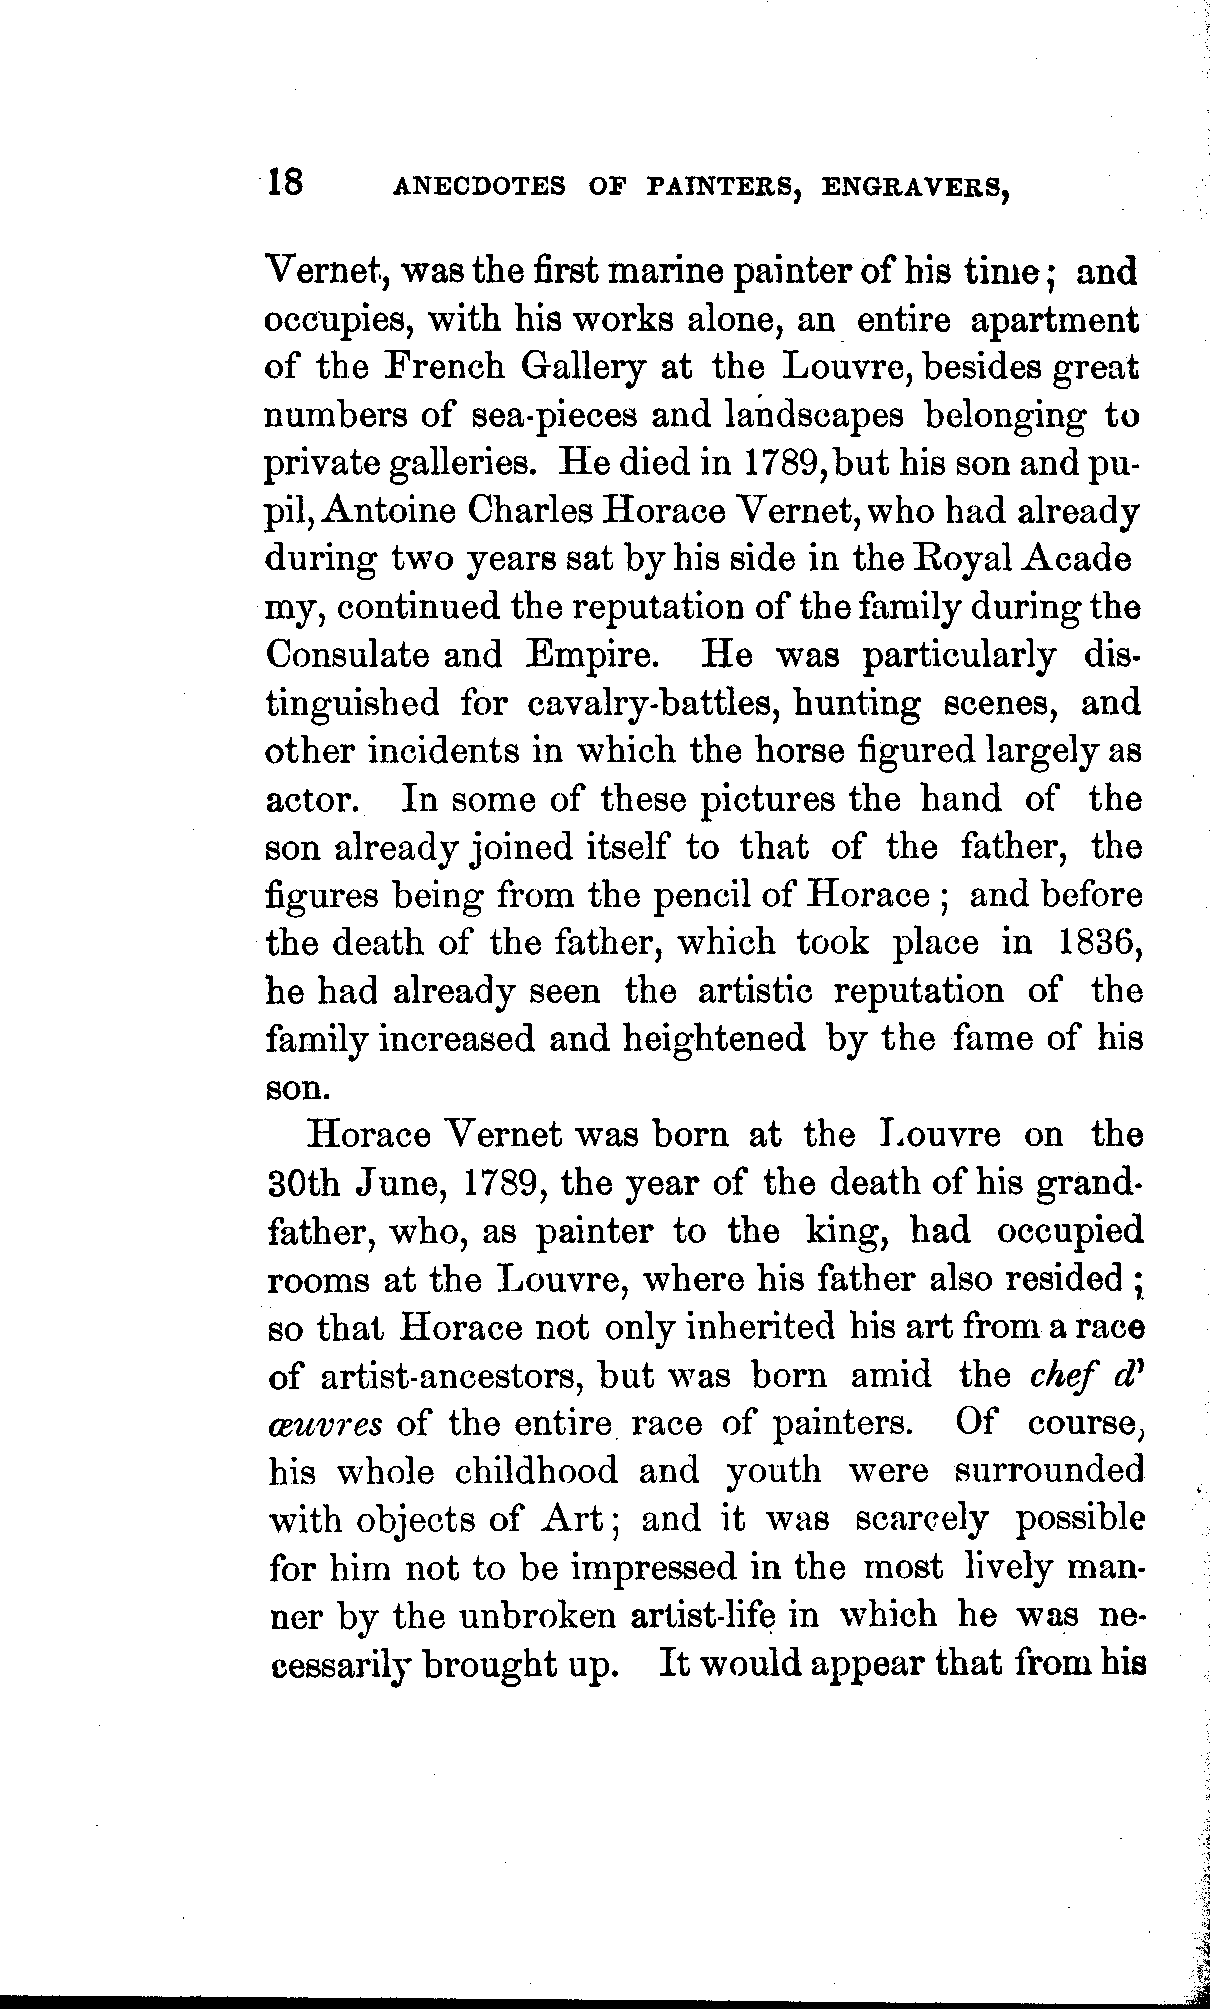 18 ANECDOTES OF PAINTERS, ENGRAVERS,
Vernet, was the first marine painter of his time; and
occupies, with his works alone, an entire apartment
of the French Gallery at the Louvre, besides great
numbers of sea-pieces and landscapes belonging to
private galleries. He died in 1789, but his son and pu-
pil, Antoine Charles Horace Vernet, who had already
during two years sat by his side in the Royal Acade
my, continued the reputation of the family during the
Consulate and Empire. He was particularly dis-
tinguished for cavalry-battles, hunting scenes, and
other incidents in which the horse figured largely as
actor. In some of these pictures the hand of the
son already joined itself to that of the father, the
figures being from the pencil of Horace; and before
the death of the father, which took place in 1836,
he had already seen the artistic reputation of the
family increased and heightened by the fame of his
son.
Horace Vernet was born at the Louvre on the
30th June, 1789, the year of the death of his grand-
father, who, as painter to the king, had occupied
rooms at the Louvre, where his father also resided;
so that Horace not only inherited his art from a race
of artist-ancestors, but was born amid the chef d'
œuvres of the entire race of painters. Of course,
his whole childhood and youth were surrounded
with objects of Art; and it was scarcely possible
for him not to be impressed in the most lively man-
ner by the unbroken artist-life in which he was ne-
cessarily brought up. It would appear that from his